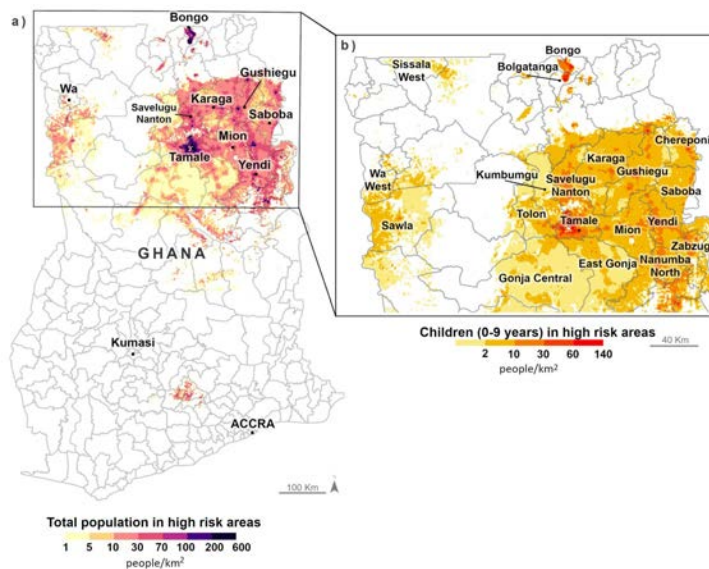 a)
Bongo
Wa
Gushiegu
Savelugu
Nanton
Karaga
Saboba
Mion
Tamale
Yendi
GHANA
Kumasi
ACCRA
100 Km
Total population in high risk areas
1 5 10 30 70 100 200 600
people/km²
b)
Bongo
Sissala
West
Bolgatanga
Chereponi
Karaga
Wa
West
Kumbumgu
Gushiegu
Savelugu
Nanton
Saboba
Tolon
Tamale
Yendi
Sawla
Mion
Zabzug
East Gonja
Nanumba
North
Gonja Central
Children (0-9 years) in high risk areas
2 10 30 60 140
people/km²
40 Km